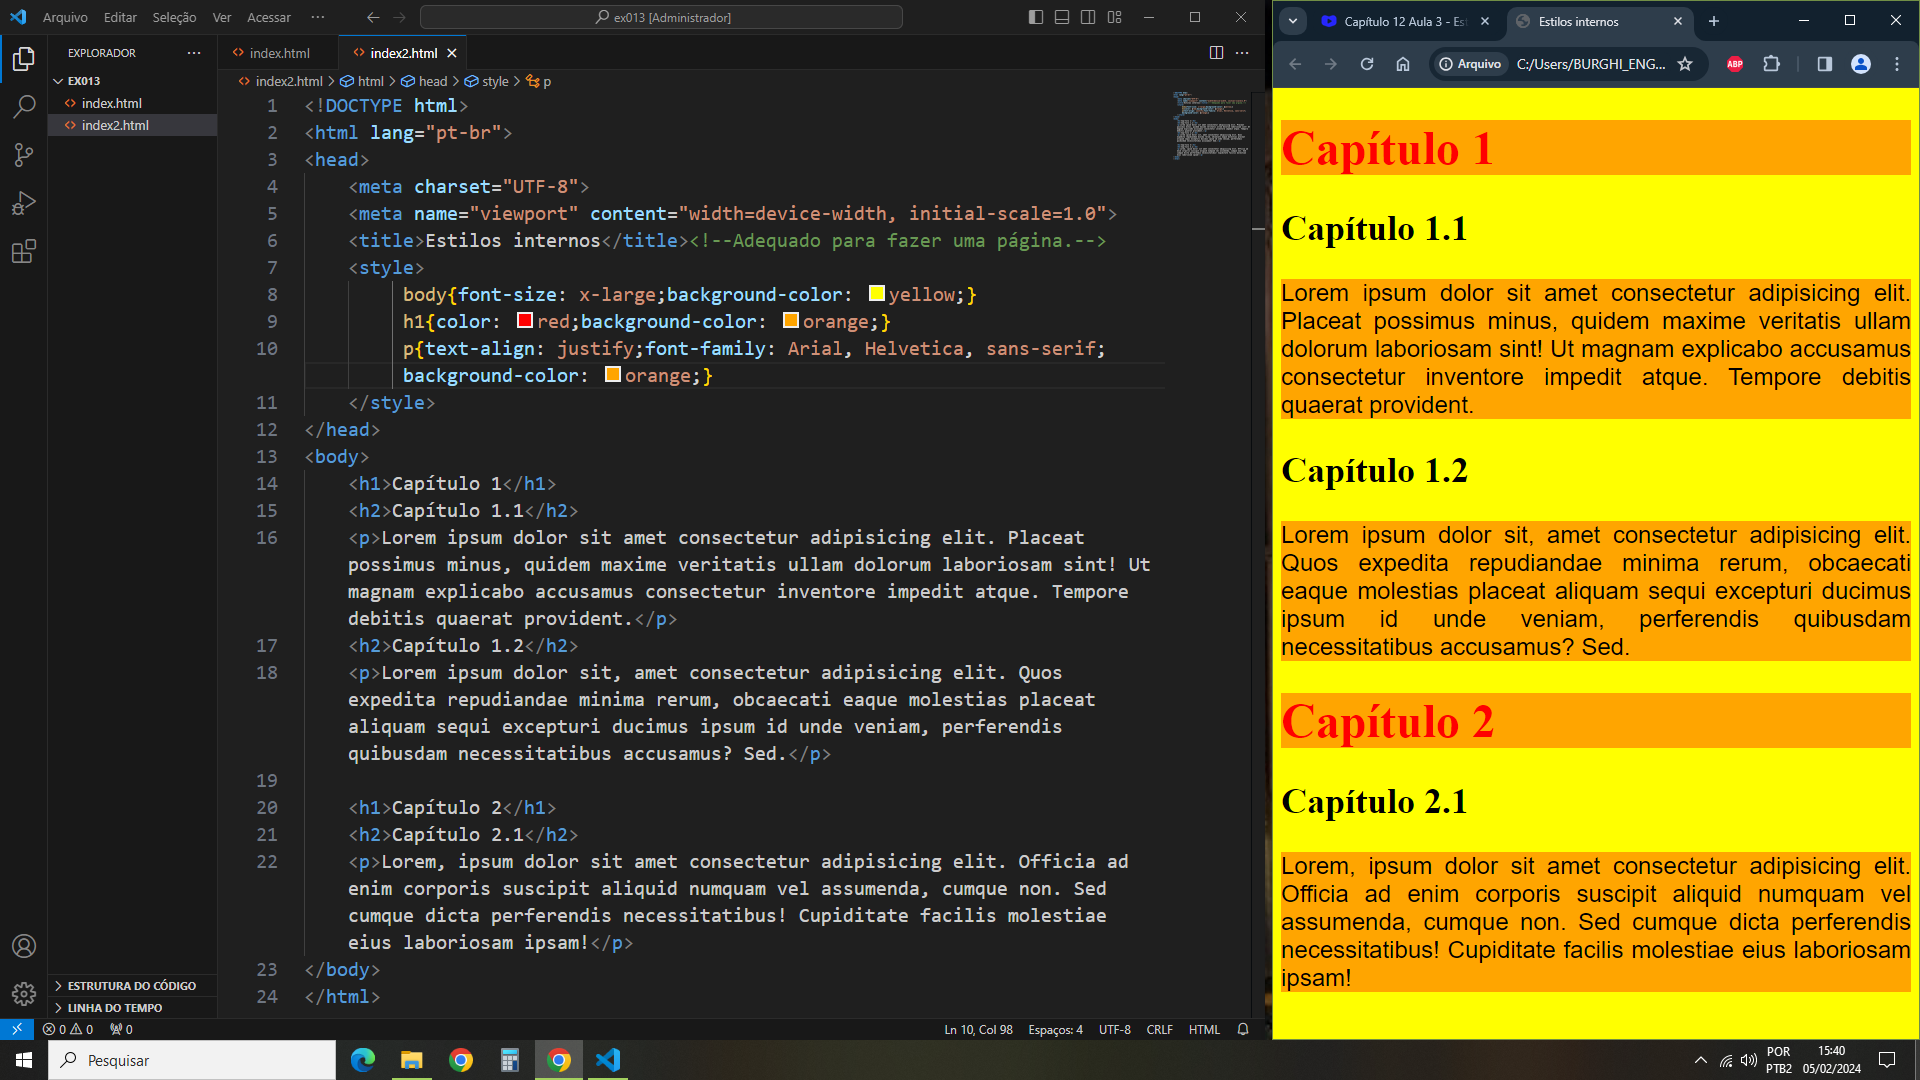 Arquivo Editar Seleção Ver Acessar ···
ex013 [Administrador]
EXPLORADOR
EX013
index.html
index2.html
ESTRUTURA DO CÓDIGO
LINHA DO TEMPO
index.html
index2.html
index2.html > html > head > style > p
1 <!DOCTYPE html>
2 <html lang="pt-br">
3 <head>
4 <meta charset="UTF-8">
5 <meta name="viewport" content="width=device-width, initial-scale=1.0">
6 <title>Estilos internos</title><!--Adequado para fazer uma página.-->
7 <style>
8 body{font-size: x-large;background-color: yellow;}
9 h1{color: red;background-color: orange;}
10 p{text-align: justify;font-family: Arial, Helvetica, sans-serif;
background-color: orange;}
11 </style>
12 </head>
13 <body>
14 <h1>Capítulo 1</h1>
15 <h2>Capítulo 1.1</h2>
16 <p>Lorem ipsum dolor sit amet consectetur adipisicing elit. Placeat
possimus minus, quidem maxime veritatis ullam dolorum laboriosam sint! Ut
magnam explicabo accusamus consectetur inventore impedit atque. Tempore
debitis quaerat provident.</p>
17 <h2>Capítulo 1.2</h2>
18 <p>Lorem ipsum dolor sit, amet consectetur adipisicing elit. Quos
expedita repudiandae minima rerum, obcaecati eaque molestias placeat
aliquam sequi excepturi ducimus ipsum id unde veniam, perferendis
quibusdam necessitatibus accusamus? Sed.</p>
19
20 <h1>Capítulo 2</h1>
21 <h2>Capítulo 2.1</h2>
22 <p>Lorem, ipsum dolor sit amet consectetur adipisicing elit. Officia ad
enim corporis suscipit aliquid numquam vel assumenda, cumque non. Sed
cumque dicta perferendis necessitatibus! Cupiditate facilis molestiae
eius laboriosam ipsam!</p>
23 </body>
24 </html>
0 0 0
Ln 10, Col 98 Espaços: 4 UTF-8 CRLF HTML
Capítulo 12 Aula 3 - Es
Estilos internos
Arquivo C:/Users/BURGHI_ENG...
ABP
Capítulo 1
Capítulo 1.1
Lorem ipsum dolor sit amet consectetur adipisicing elit.
Placeat possimus minus, quidem maxime veritatis ullam
dolorum laboriosam sint! Ut magnam explicabo accusamus
consectetur inventore impedit atque. Tempore debitis
quaerat provident.
Capítulo 1.2
Lorem ipsum dolor sit, amet consectetur adipisicing elit.
Quos expedita repudiandae minima rerum, obcaecati
eaque molestias placeat aliquam sequi excepturi ducimus
ipsum id unde veniam, perferendis quibusdam
necessitatibus accusamus? Sed.
Capítulo 2
Capítulo 2.1
Lorem, ipsum dolor sit amet consectetur adipisicing elit.
Officia ad enim corporis suscipit aliquid numquam vel
assumenda, cumque non. Sed cumque dicta perferendis
necessitatibus! Cupiditate facilis molestiae eius laboriosam
ipsam!
Pesquisar
POR
PTB2
15:40
05/02/2024